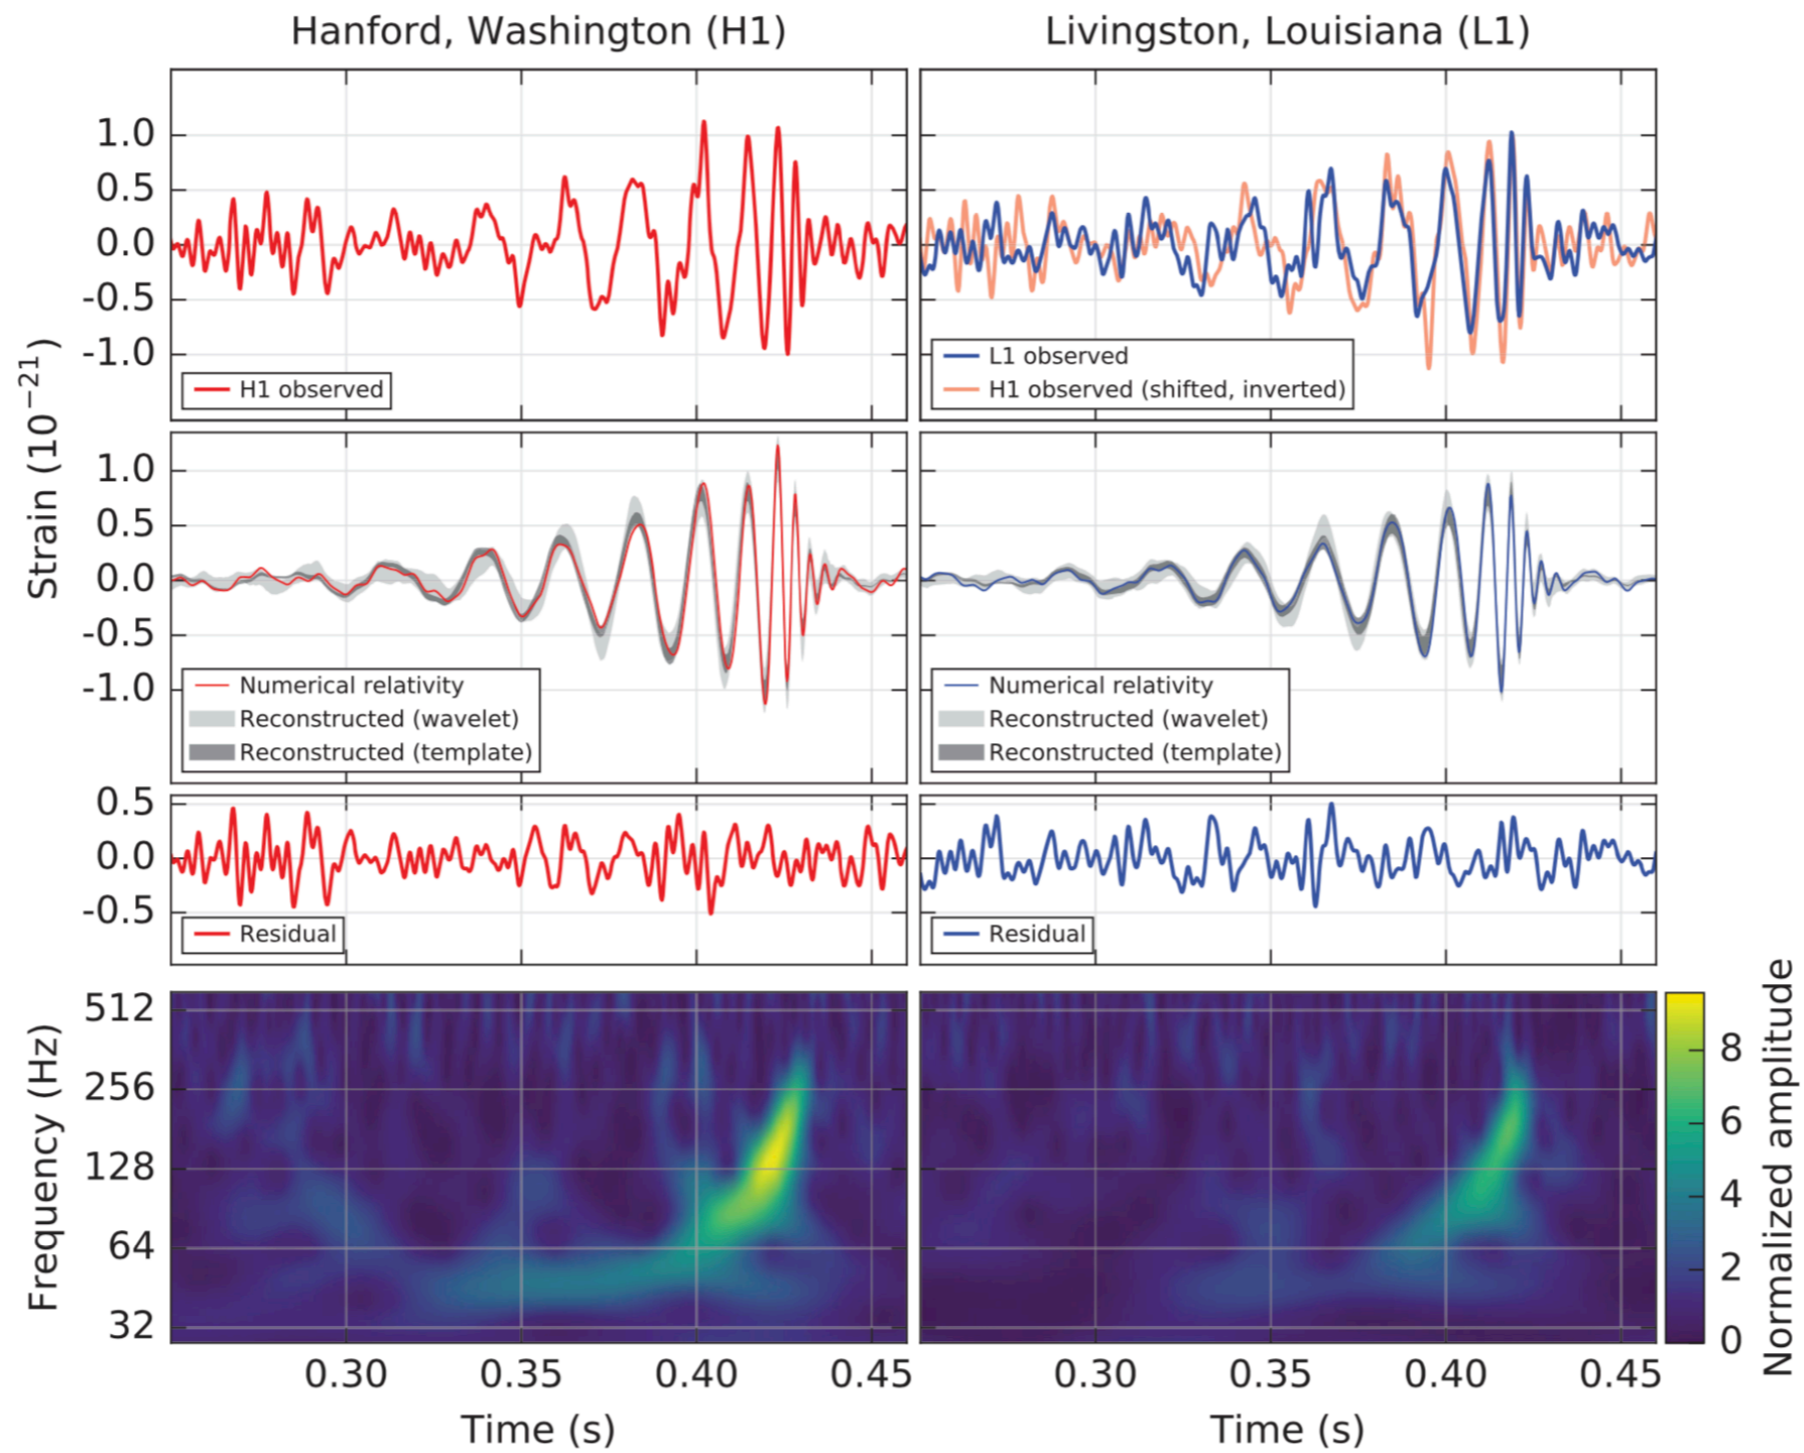 Hanford, Washington (H1)
Livingston, Louisiana (L1)
Strain (10⁻²¹)
1.0
0.5
0.0
-0.5
-1.0
H1 observed
L1 observed
H1 observed (shifted, inverted)
1.0
0.5
0.0
-0.5
-1.0
Numerical relativity
Reconstructed (wavelet)
Reconstructed (template)
Numerical relativity
Reconstructed (wavelet)
Reconstructed (template)
0.5
0.0
-0.5
Residual
Residual
Frequency (Hz)
512
256
128
64
32
Normalized amplitude
8
6
4
2
0
0.30 0.35 0.40 0.45
0.30 0.35 0.40 0.45
Time (s)
Time (s)